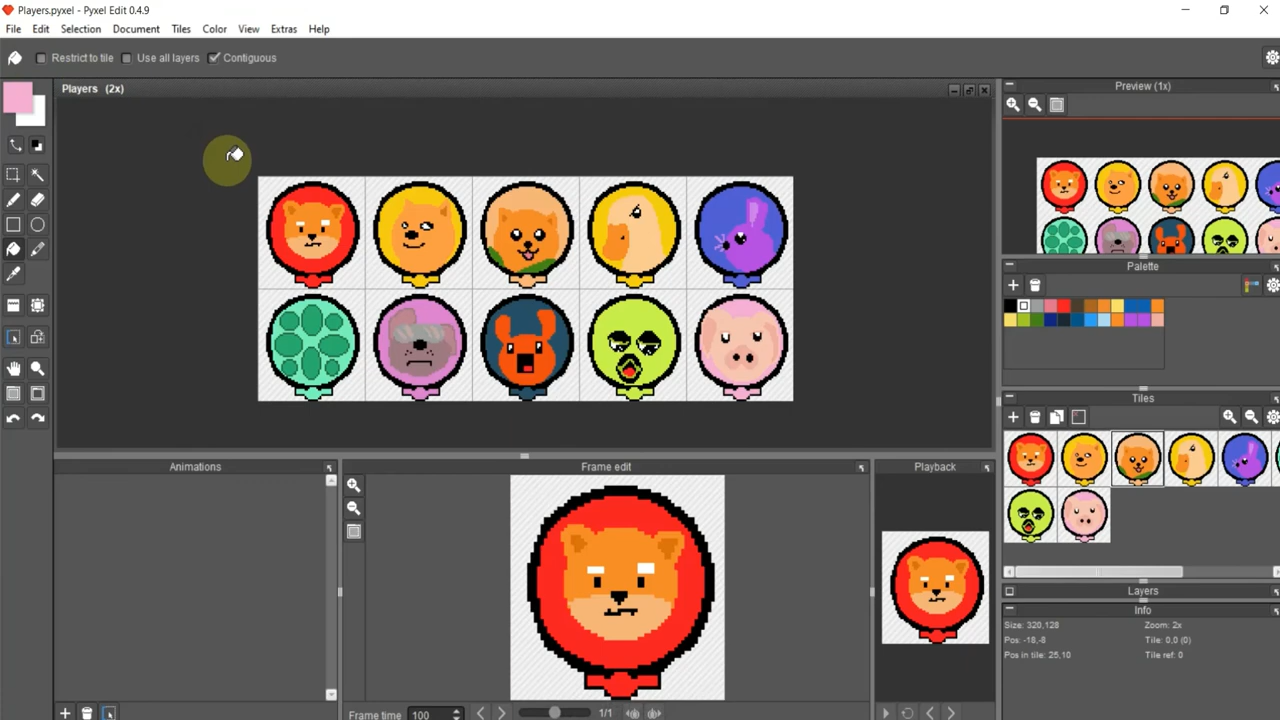 Players.pyxel - Pyxel Edit 0.4.9
File Edit Selection Document Tiles Color View Extras Help
Restrict to tile Use all layers Contiguous
Players (2x)
Preview (1x)
Palette
Tiles
Animations
Frame edit
Playback
Layers
Info
Size: 320,128 Zoom: 2x
Pos: -18,-8 Tile: 0,0 (0)
Pos in tile: 25,10 Tile ref: 0
Frame time 100 1/1